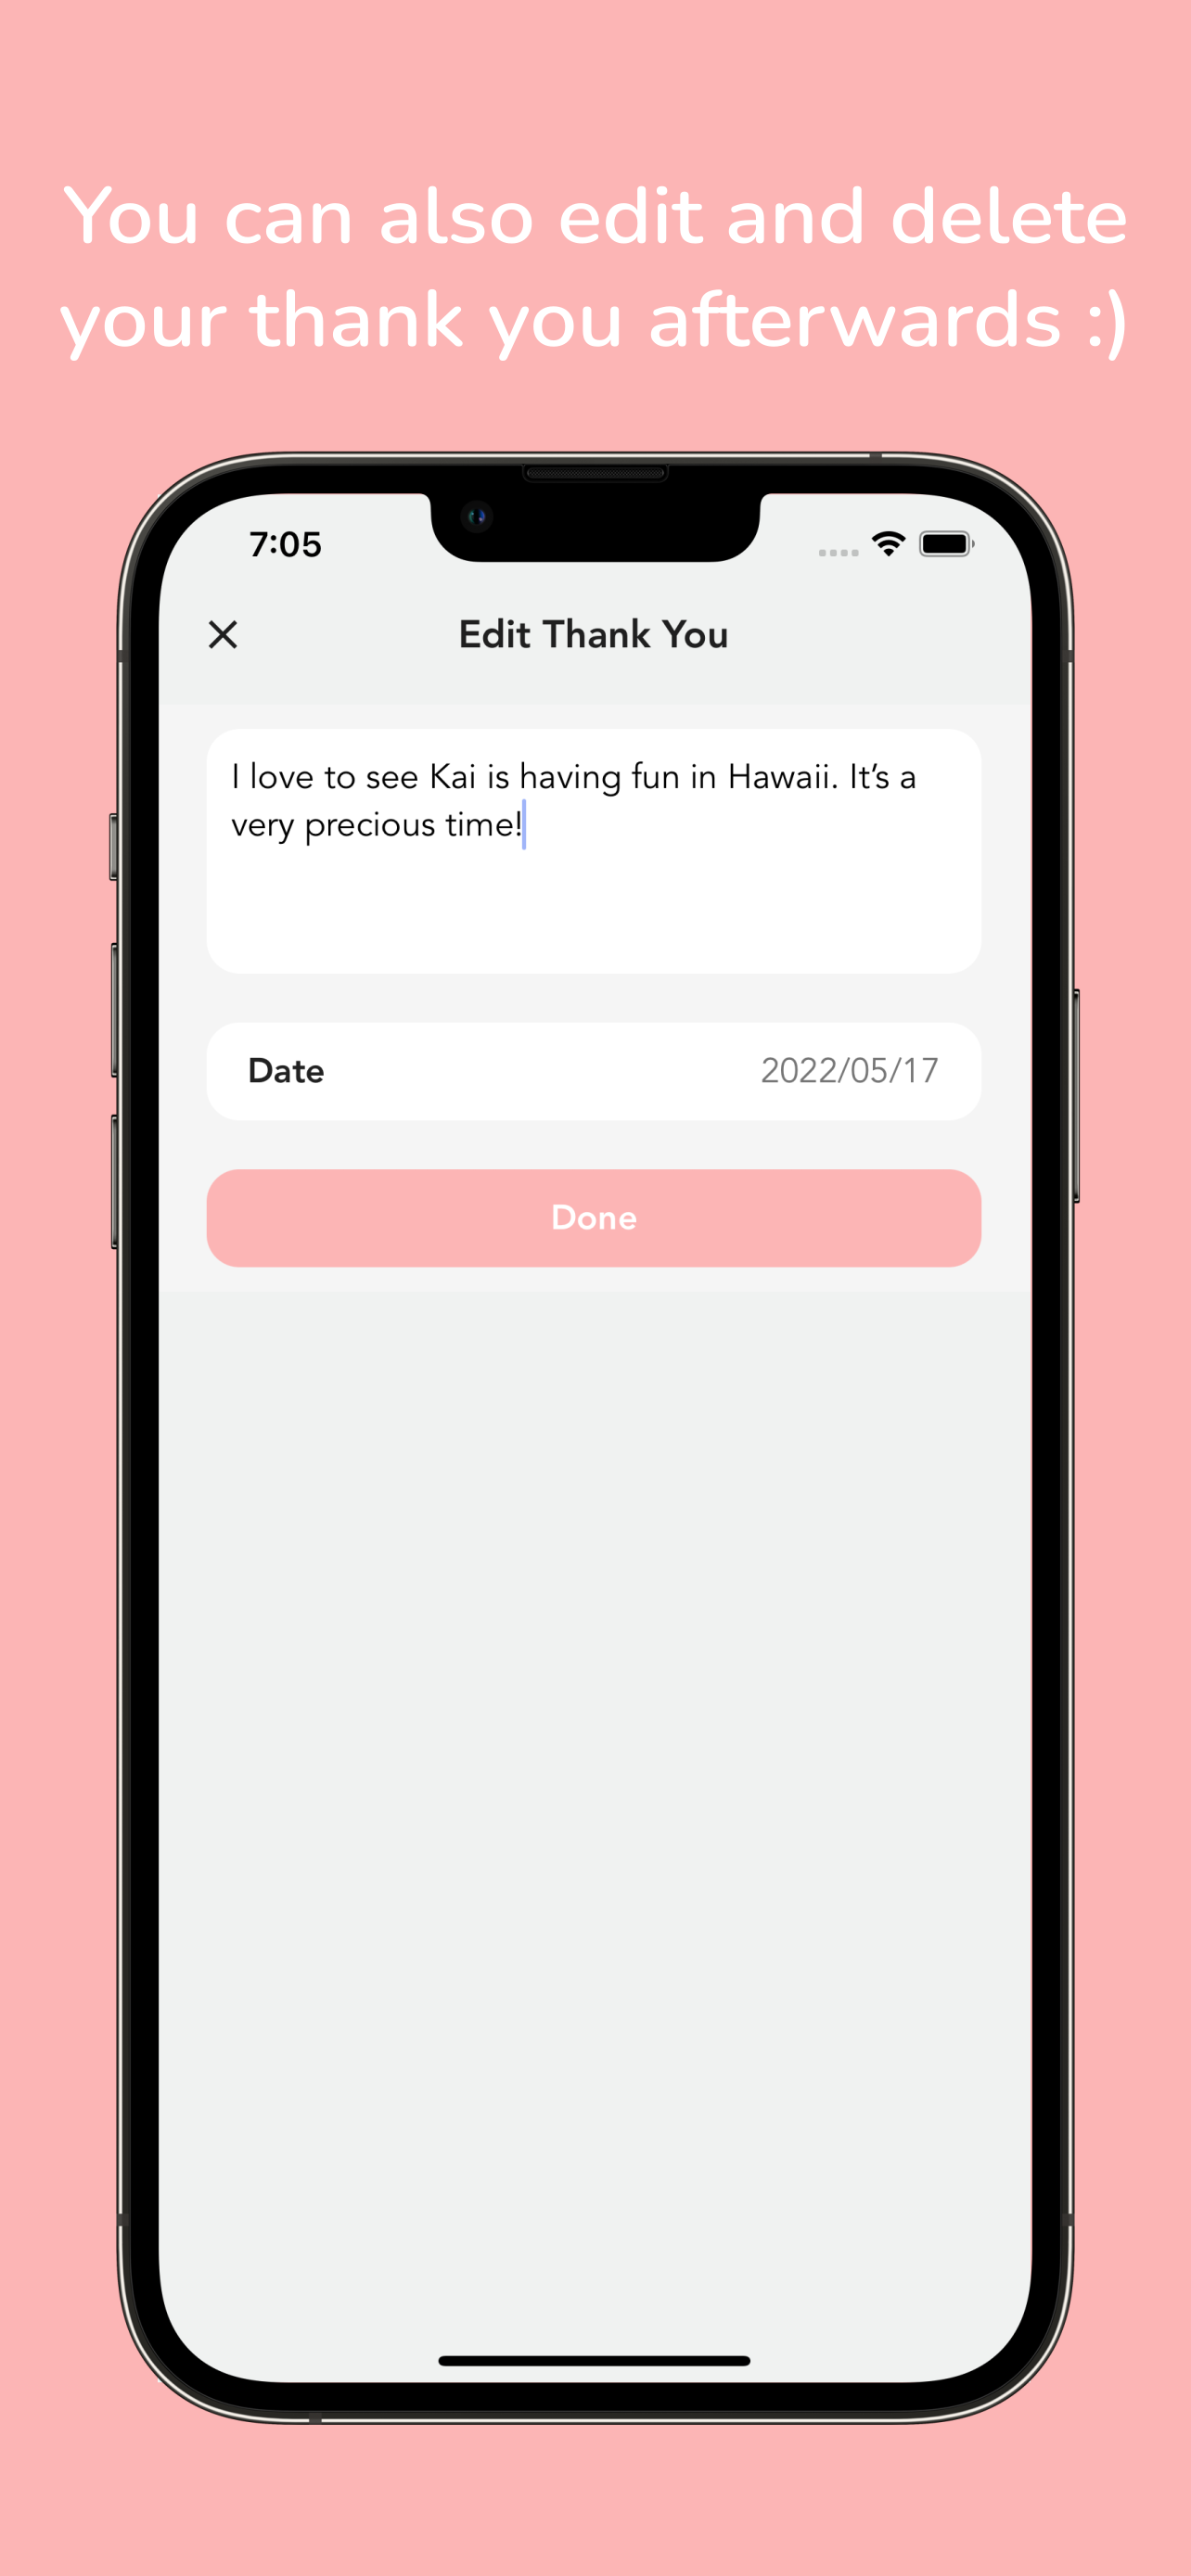 You can also edit and delete
your thank you afterwards :)
7:05
Edit Thank You
I love to see Kai is having fun in Hawaii. It’s a
very precious time!
Date 2022/05/17
Done